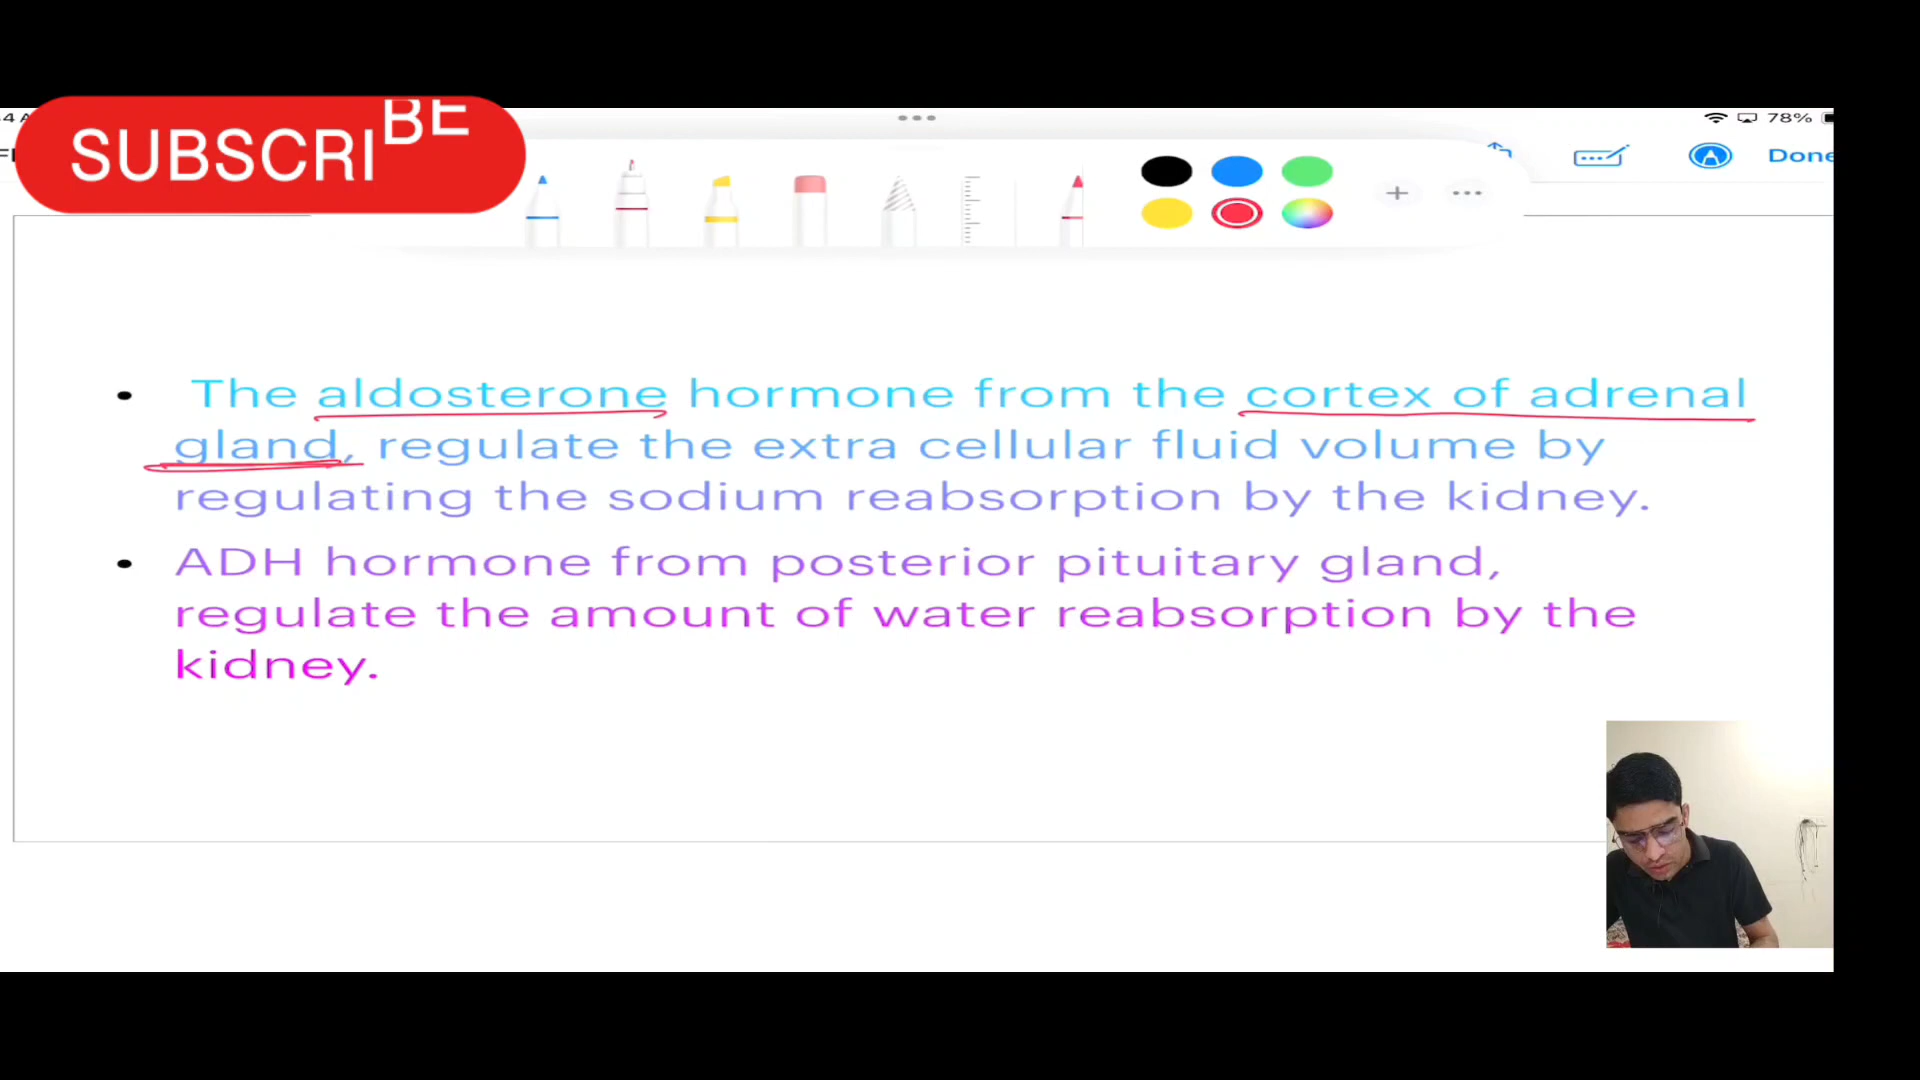 SUBSCRIBE
78%
Done
• The aldosterone hormone from the cortex of adrenal
gland, regulate the extra cellular fluid volume by
regulating the sodium reabsorption by the kidney.
• ADH hormone from posterior pituitary gland,
regulate the amount of water reabsorption by the
kidney.